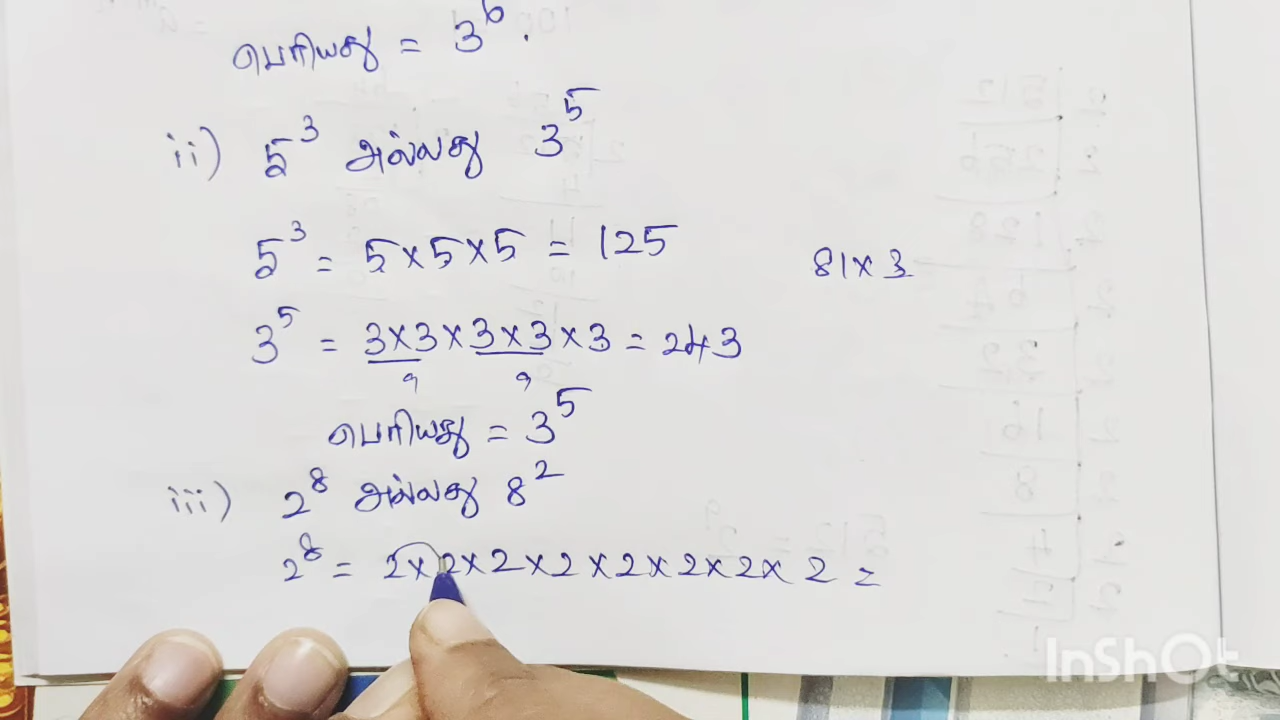 பெரியது = 3⁶.
ii) 5³ அல்லது 3⁵
5³ = 5×5×5 = 125
81×3
3⁵ = 3×3×3×3×3 = 243
9 9
பெரியது = 3⁵
iii) 2⁸ அல்லது 8²
2⁸ = 2×2×2×2×2×2×2×2 =
InShOt